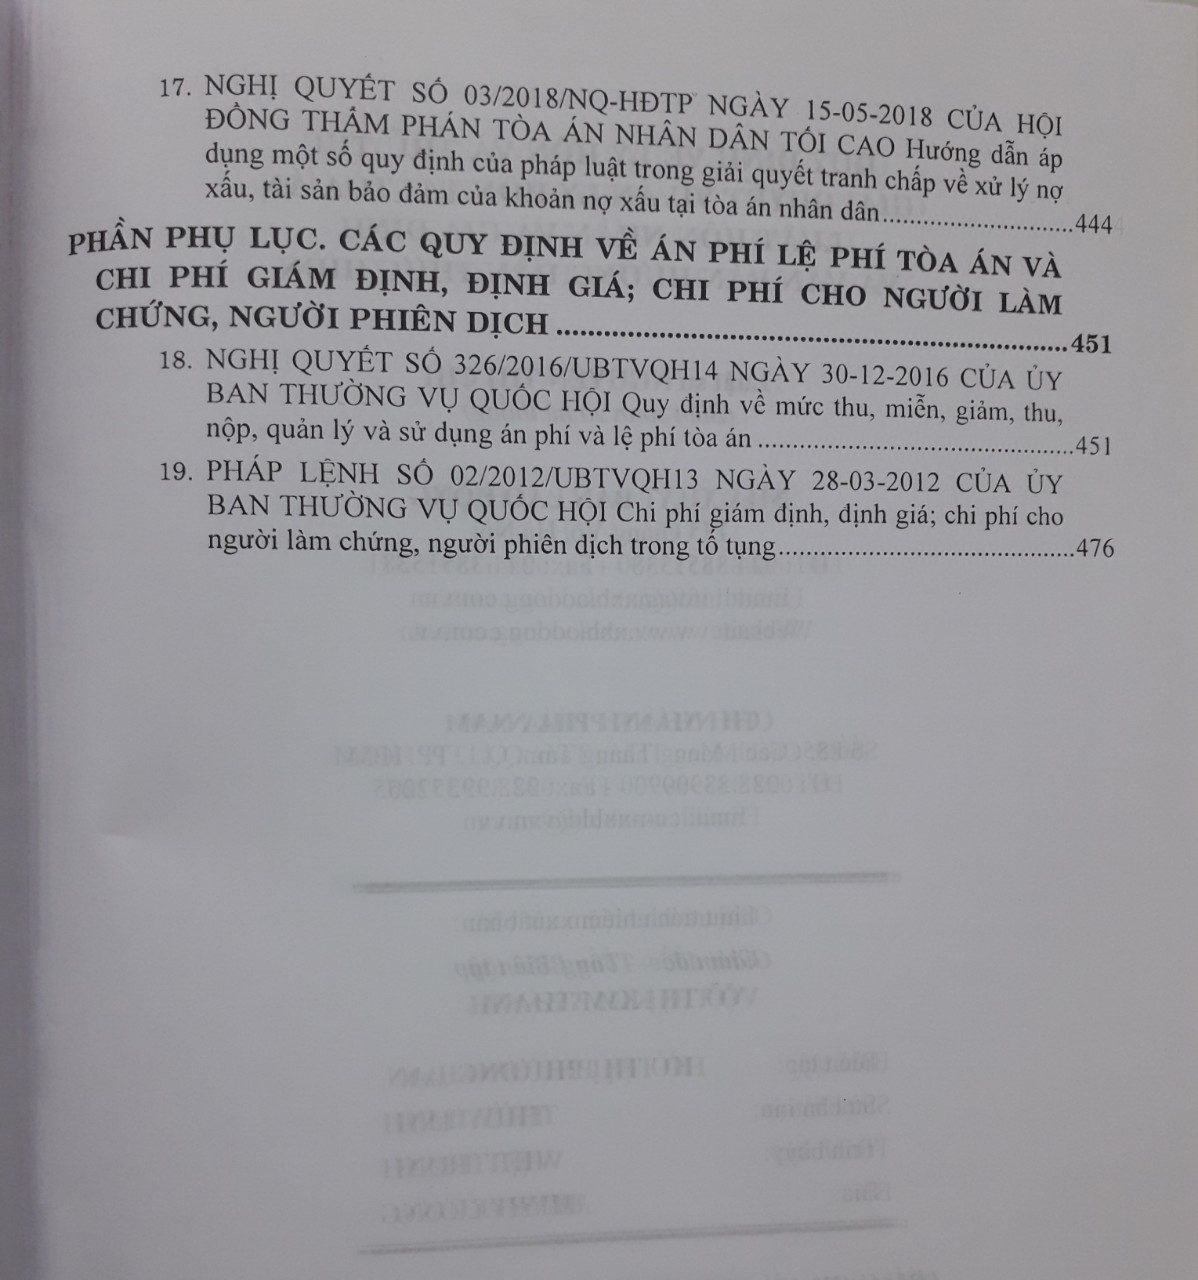 17. NGHỊ QUYẾT SỐ 03/2018/NQ-HĐTP NGÀY 15-05-2018 CỦA HỘI
ĐỒNG THẨM PHÁN TÒA ÁN NHÂN DÂN TỐI CAO Hướng dẫn áp
dụng một số quy định của pháp luật trong giải quyết tranh chấp về xử lý nợ
xấu, tài sản bảo đảm của khoản nợ xấu tại tòa án nhân dân..............................444
PHẦN PHỤ LỤC. CÁC QUY ĐỊNH VỀ ÁN PHÍ LỆ PHÍ TÒA ÁN VÀ
CHI PHÍ GIÁM ĐỊNH, ĐỊNH GIÁ; CHI PHÍ CHO NGƯỜI LÀM
CHỨNG, NGƯỜI PHIÊN DỊCH ................................................................451
18. NGHỊ QUYẾT SỐ 326/2016/UBTVQH14 NGÀY 30-12-2016 CỦA ỦY
BAN THƯỜNG VỤ QUỐC HỘI Quy định về mức thu, miễn, giảm, thu,
nộp, quản lý và sử dụng án phí và lệ phí tòa án ................................................451
19. PHÁP LỆNH SỐ 02/2012/UBTVQH13 NGÀY 28-03-2012 CỦA ỦY
BAN THƯỜNG VỤ QUỐC HỘI Chi phí giám định, định giá; chi phí cho
người làm chứng, người phiên dịch trong tố tụng.............................................476